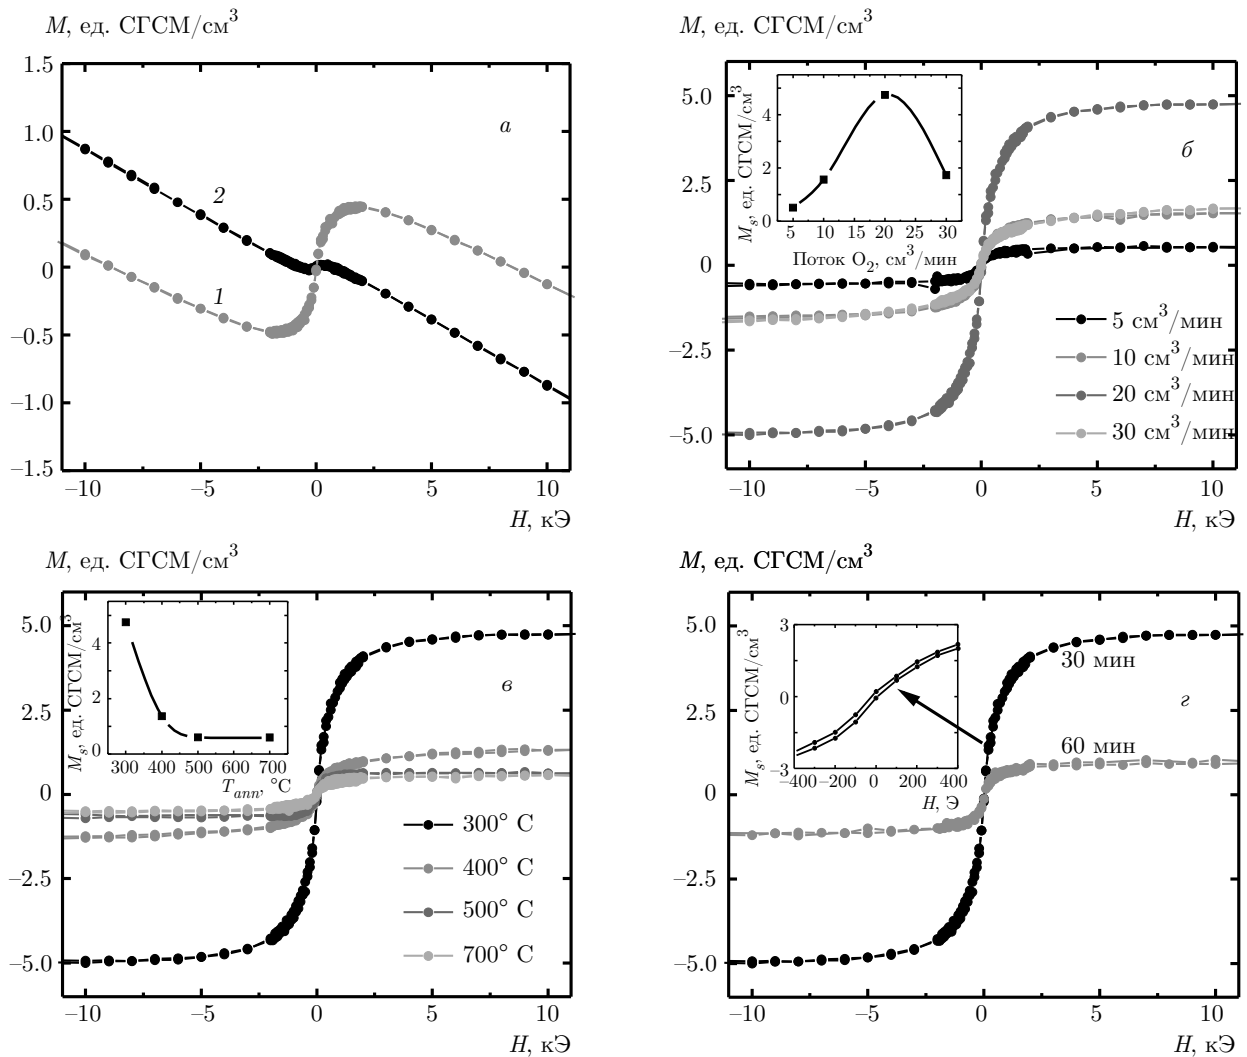 M, ед. СГСМ/см³
1.5
1.0
0.5
0
–0.5
–1.0
–1.5
–10
–5
0
5
10
H, кЭ
а
2
1
M, ед. СГСМ/см³
5.0
2.5
0
–2.5
–5.0
–10
–5
0
5
10
H, кЭ
б
Mₛ, ед. СГСМ/см³
4
2
0
5 10 15 20 25 30
Поток O₂, см³/мин
5 см³/мин
10 см³/мин
20 см³/мин
30 см³/мин
M, ед. СГСМ/см³
5.0
2.5
0
–2.5
–5.0
–10
–5
0
5
10
H, кЭ
в
Mₛ, ед. СГСМ/см³
4
2
0
300 400 500 600 700
Tₐₙₙ, °C
300° C
400° C
500° C
700° C
M, ед. СГСМ/см³
5.0
2.5
0
–2.5
–5.0
–10
–5
0
5
10
H, кЭ
г
30 мин
60 мин
Mₛ, ед. СГСМ/см³
3
0
–3
–400 –200 0 200 400
H, Э